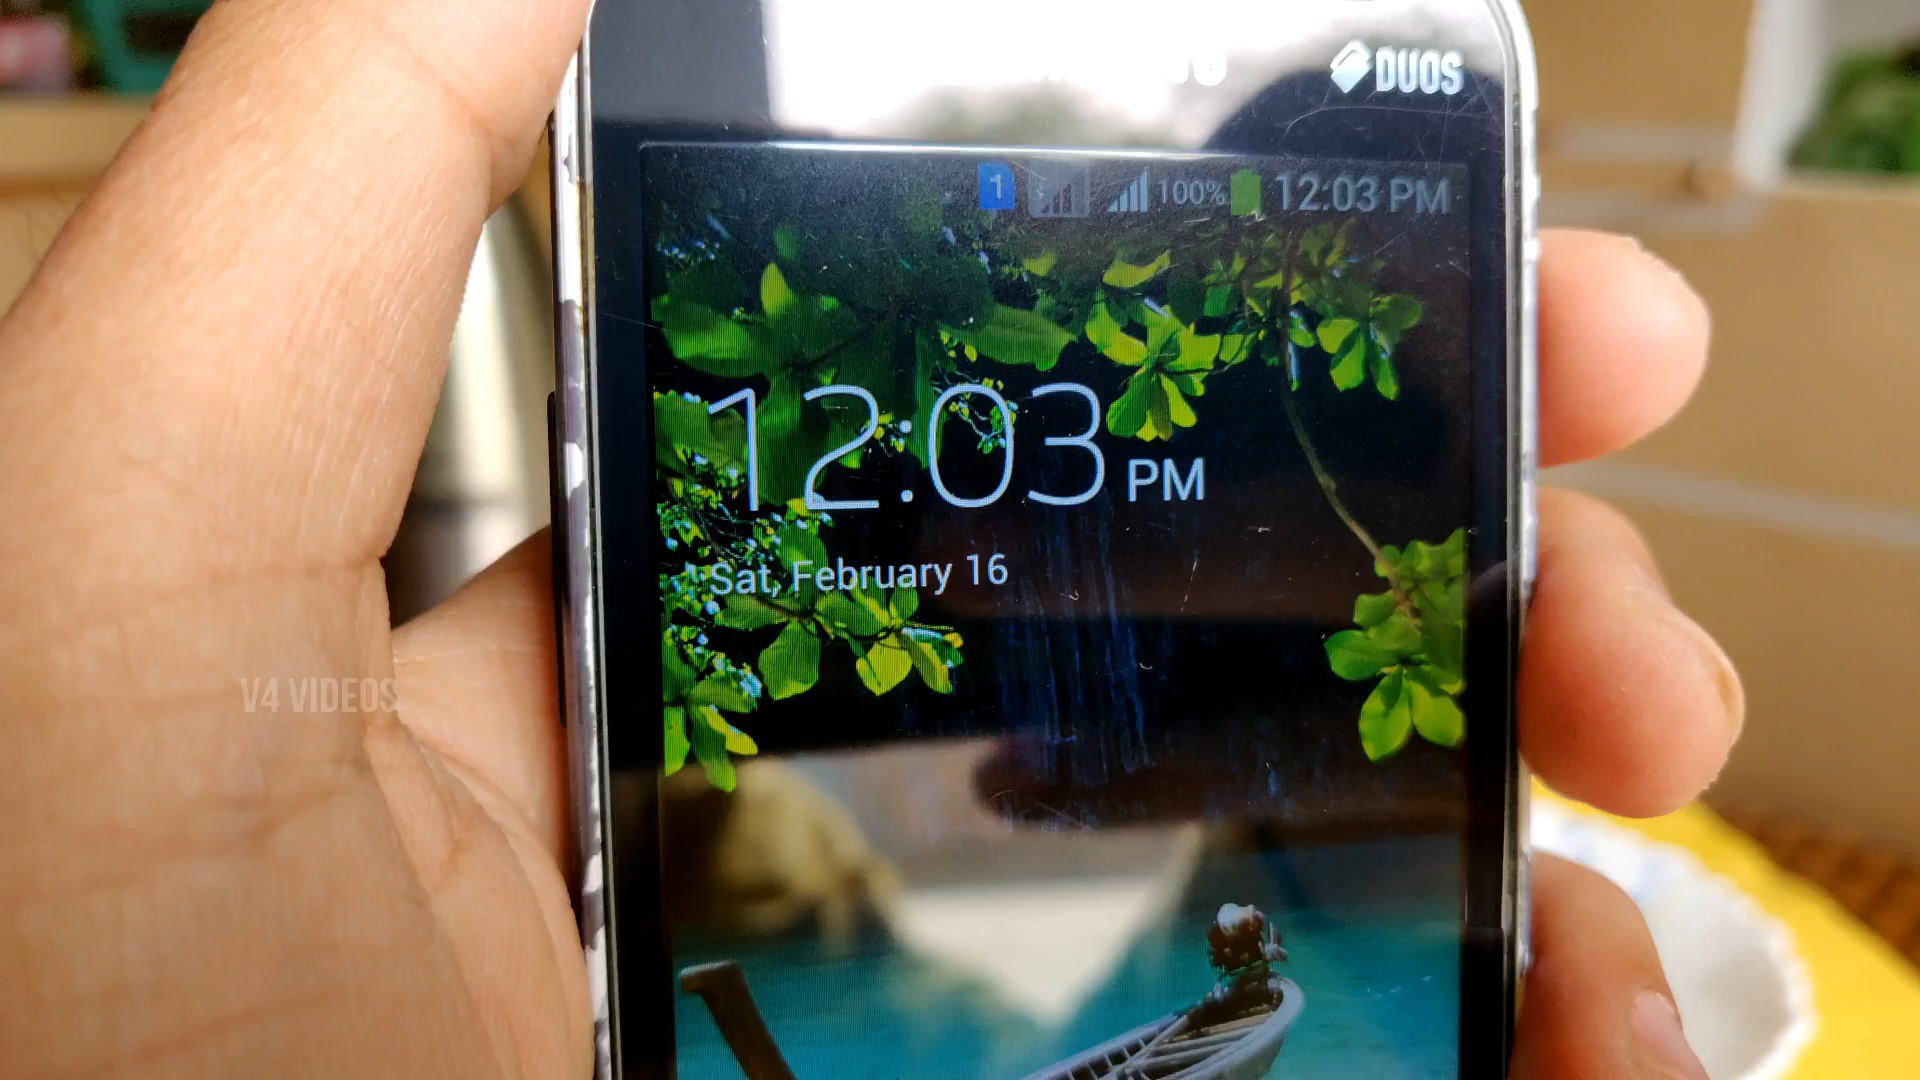 DUOS
1 100% 12:03 PM
12:03 PM
Sat, February 16
V4 VIDEOS